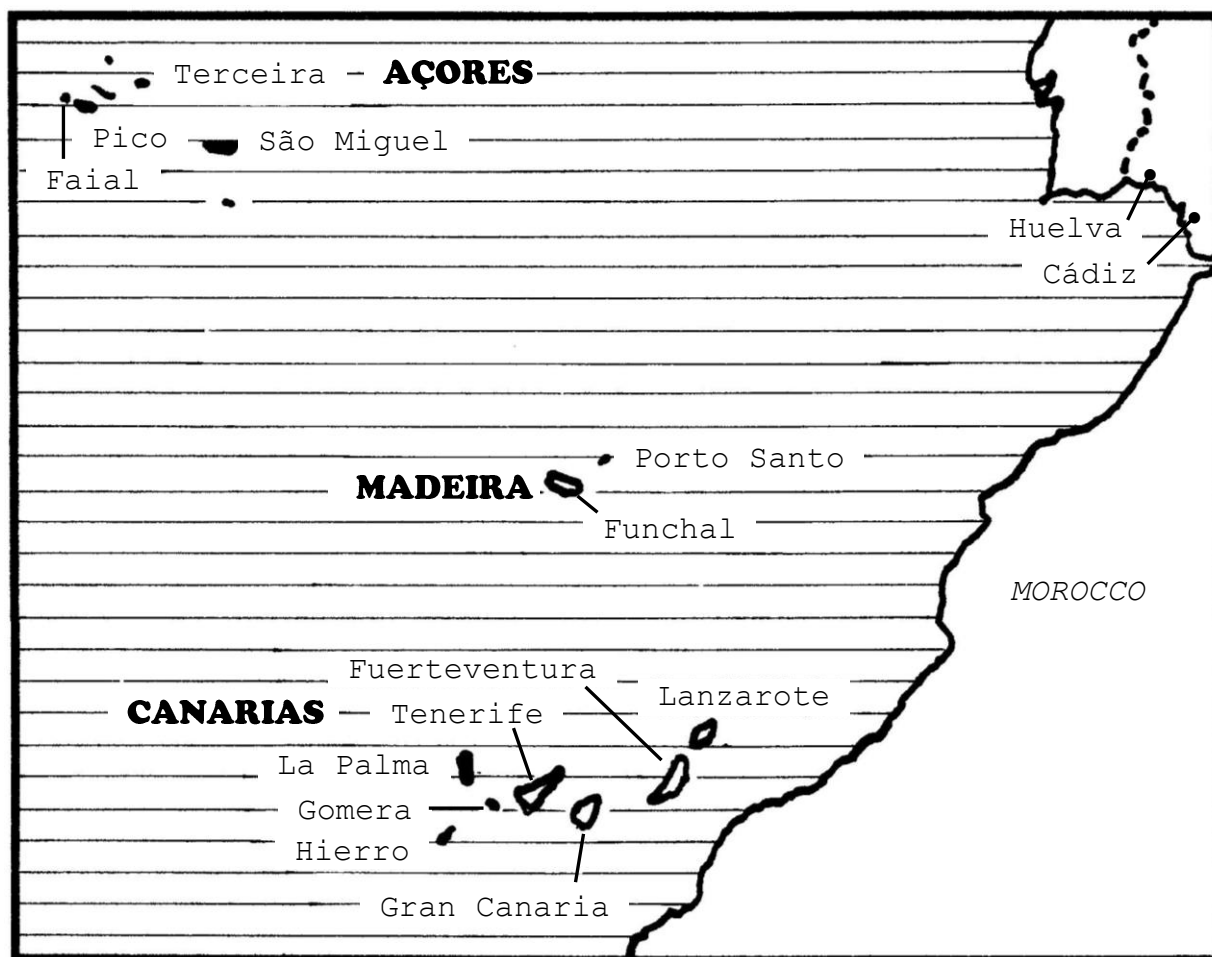 Terceira AÇORES
Pico São Miguel
Faial
Huelva
Cádiz
Porto Santo
MADEIRA
Funchal
MOROCCO
Fuerteventura
Lanzarote
CANARIAS Tenerife
La Palma
Gomera
Hierro
Gran Canaria